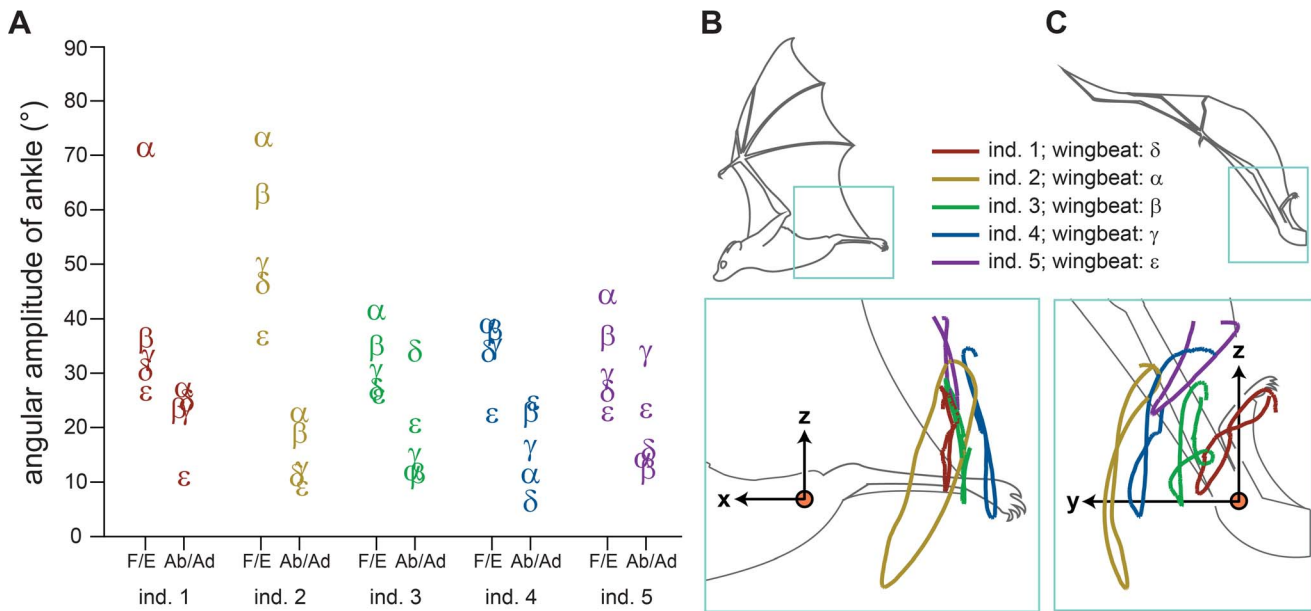 A
B
C
angular amplitude of ankle (°)
90
80
70
60
50
40
30
20
10
0
α
β
γ
δ
ε
α
δ
γ
β
ε
α
β
γ
δ
ε
α
β
δ
γ
ε
α
β
γ
δ
ε
δ
ε
γ
α
β
α
β
γ
δ
ε
δ
β
γ
α
δ
α
β
γ
δ
ε
γ
ε
δ
α
β
F/E Ab/Ad F/E Ab/Ad F/E Ab/Ad F/E Ab/Ad F/E Ab/Ad
ind. 1 ind. 2 ind. 3 ind. 4 ind. 5
ind. 1; wingbeat: δ
ind. 2; wingbeat: α
ind. 3; wingbeat: β
ind. 4; wingbeat: γ
ind. 5; wingbeat: ε
z
x
z
y